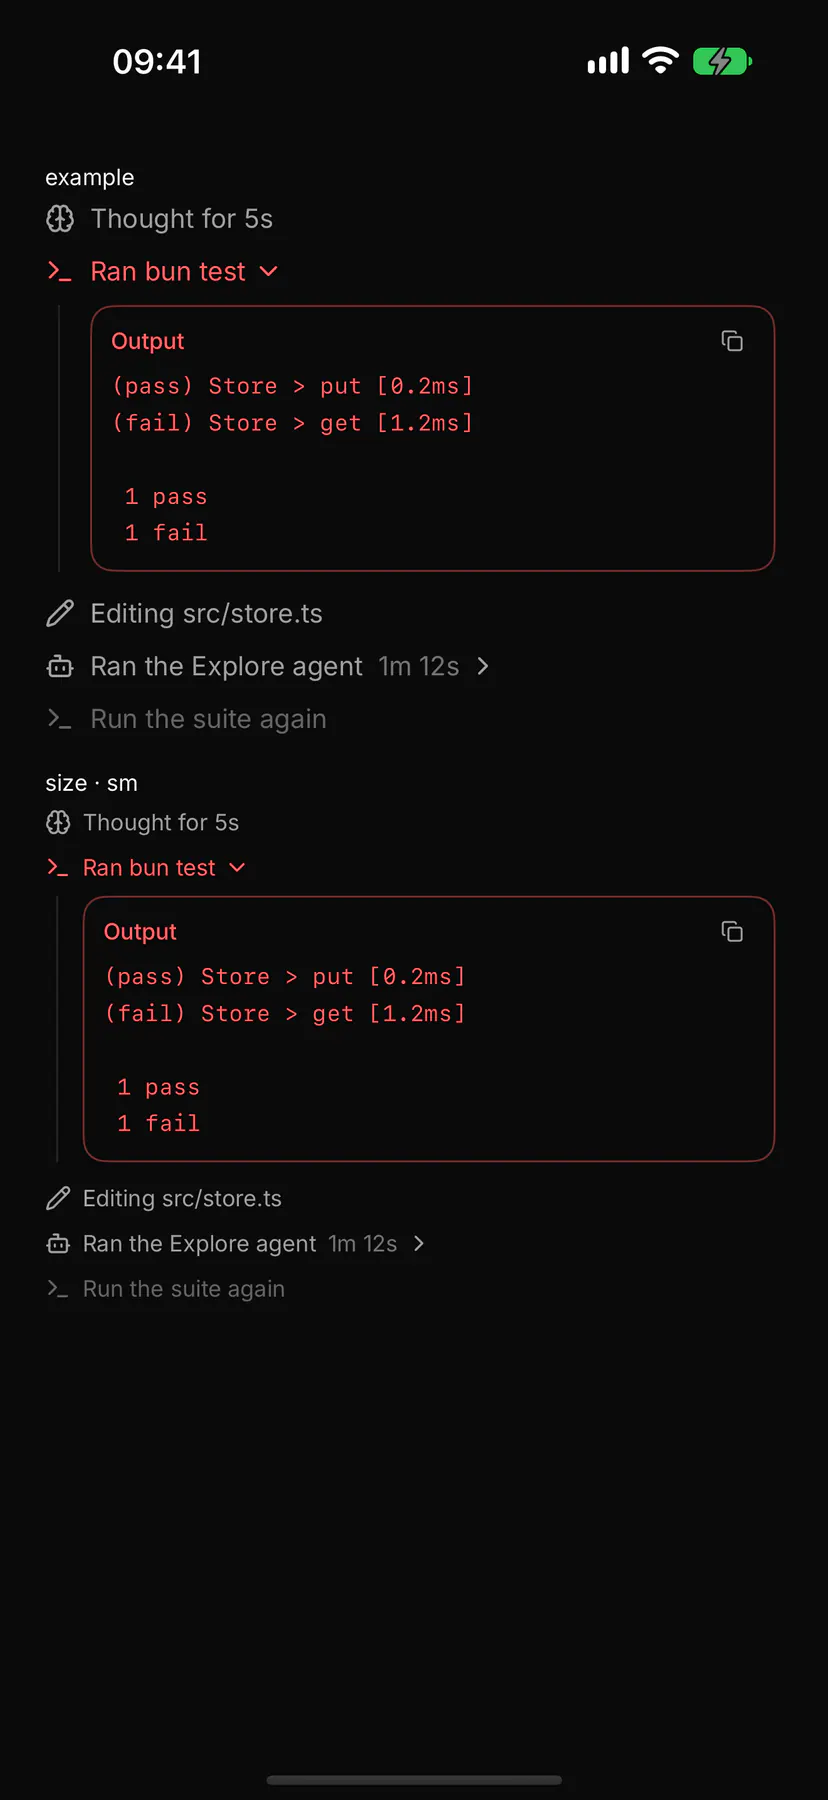 09:41
example
Thought for 5s
Ran bun test
Output
(pass) Store > put [0.2ms]
(fail) Store > get [1.2ms]
1 pass
1 fail
Editing src/store.ts
Ran the Explore agent 1m 12s
Run the suite again
size · sm
Thought for 5s
Ran bun test
Output
(pass) Store > put [0.2ms]
(fail) Store > get [1.2ms]
1 pass
1 fail
Editing src/store.ts
Ran the Explore agent 1m 12s
Run the suite again